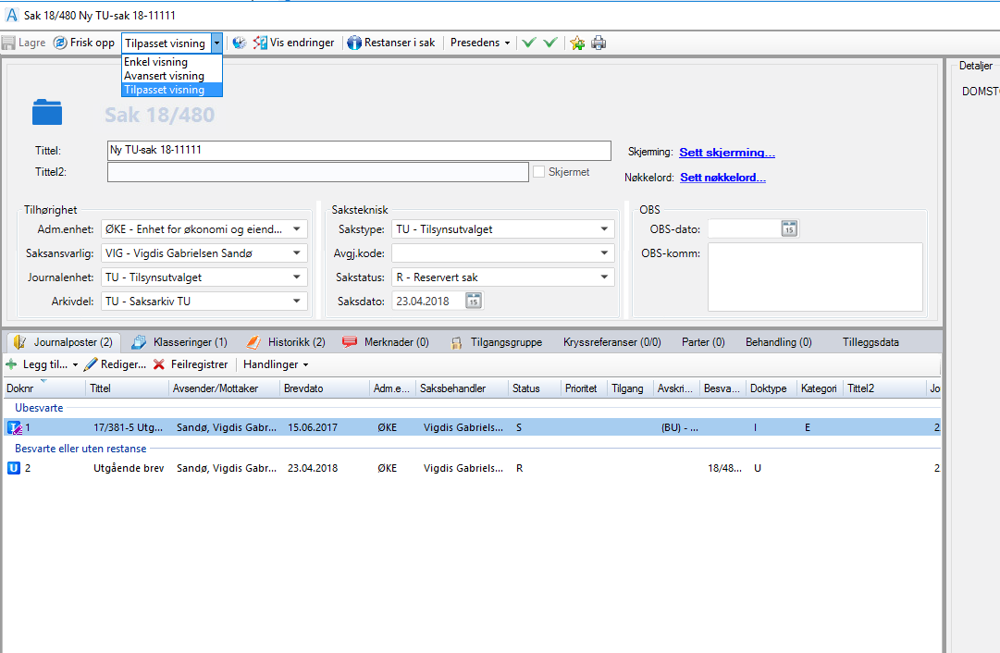 Sak 18/480 Ny TU-sak 18-11111
Lagre Frisk opp Tilpasset visning Vis endringer Restanser i sak Presedens
Enkel visning
Avansert visning
Tilpasset visning
Detaljer
DOMST
Sak 18/480
Tittel: Ny TU-sak 18-11111 Skjerming: Sett skjerming...
Tittel2: Skjermet Nøkkelord: Sett nøkkelord...
Tilhørighet Saksteknisk OBS
Adm.enhet: ØKE - Enhet for økonomi og eiend... Sakstype: TU - Tilsynsutvalget OBS-dato: 15
Saksansvarlig: VIG - Vigdis Gabrielsen Sandø Avgj.kode: OBS-komm:
Journalenhet: TU - Tilsynsutvalget Sakstatus: R - Reservert sak
Arkivdel: TU - Saksarkiv TU Saksdato: 23.04.2018 15
Journalposter (2) Klasseringer (1) Historikk (2) Merknader (0) Tilgangsgruppe Kryssreferanser (0/0) Parter (0) Behandling (0) Tilleggsdata
Legg til... Rediger... Feilregistrer Handlinger
Doknr Tittel Avsender/Mottaker Brevdato Adm.e... Saksbehandler Status Prioritet Tilgang Avskri... Besva... Doktype Kategori Tittel2 Jo
Ubesvarte
I 1 17/381-5 Utg... Sandø, Vigdis Gabr... 15.06.2017 ØKE Vigdis Gabriels... S (BU) - ... I E 2
Besvarte eller uten restanse
U 2 Utgående brev Sandø, Vigdis Gabr... 23.04.2018 ØKE Vigdis Gabriels... R 18/48... U 2